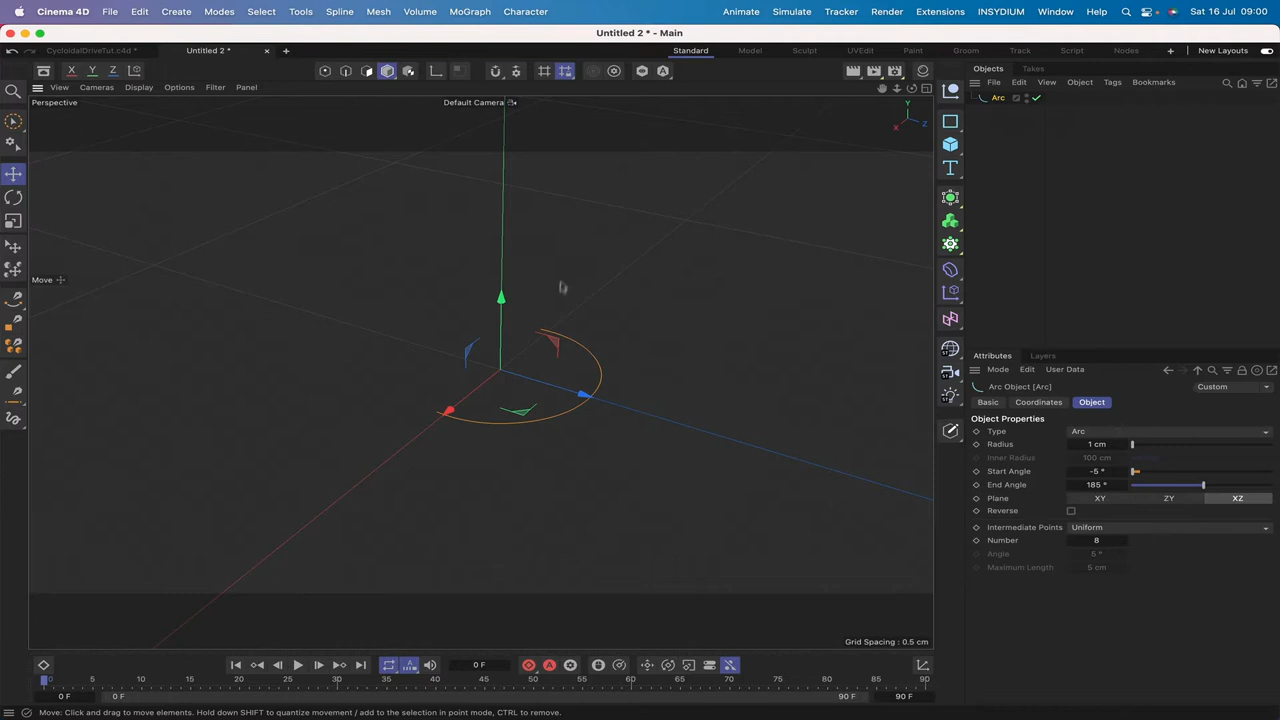 Cinema 4D File Edit Create Modes Select Tools Spline Mesh Volume MoGraph Character Animate Simulate Tracker Render Extensions INSYDIUM Window Help Sat 16 Jul 09:00
Untitled 2 * - Main
CycloidalDriveTut.c4d * Untitled 2 * Standard Model Sculpt UVEdit Paint Groom Track Script Nodes New Layouts
X Y Z Objects Takes
View Cameras Display Options Filter Panel File Edit View Object Tags Bookmarks
Perspective Default Camera Arc
Y
X Z
Move
Attributes Layers
Mode Edit User Data
Arc Object [Arc] Custom
Basic Coordinates Object
Object Properties
Type Arc
Radius 1 cm
Inner Radius 100 cm
Start Angle -5 °
End Angle 185 °
Plane XY ZY XZ
Reverse
Intermediate Points Uniform
Number 8
Angle 5 °
Maximum Length 5 cm
Grid Spacing : 0.5 cm
0 F
0 5 10 15 20 25 30 35 40 45 50 55 60 65 70 75 80 85 90
0 F 0 F 90 F 90 F
Move: Click and drag to move elements. Hold down SHIFT to quantize movement / add to the selection in point mode, CTRL to remove.